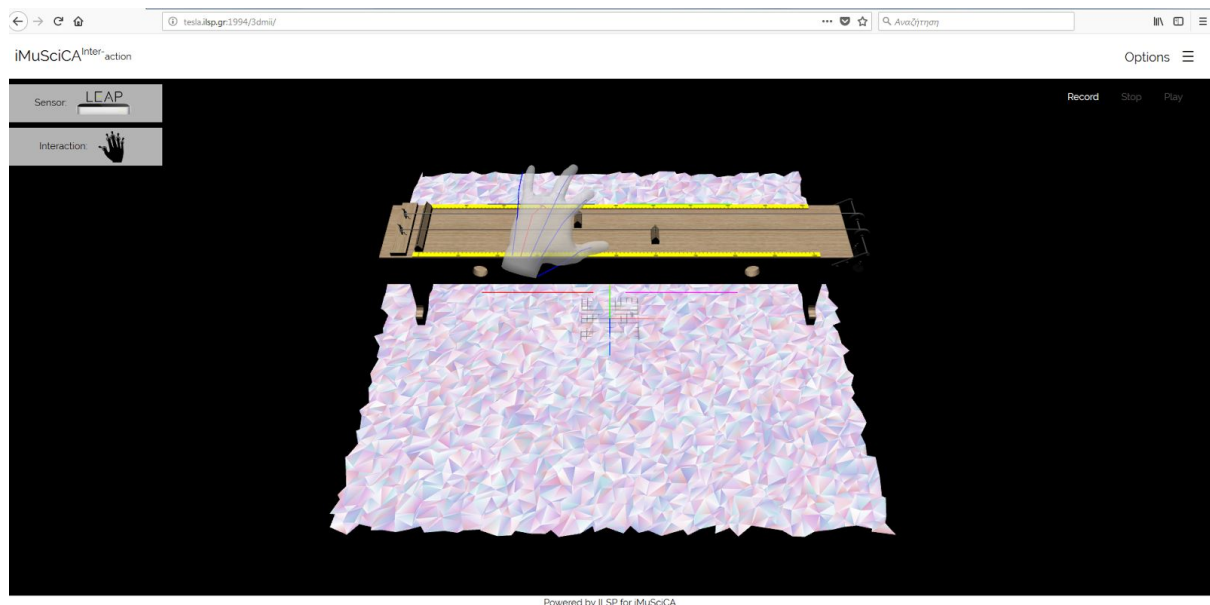 tesla.ilsp.gr:1994/3dmii/
Αναζήτηση
iMuSciCA Inter-action
Options
Sensor: LEAP
Record Stop Play
Interaction:
Powered by ILSP for iMuSciCA